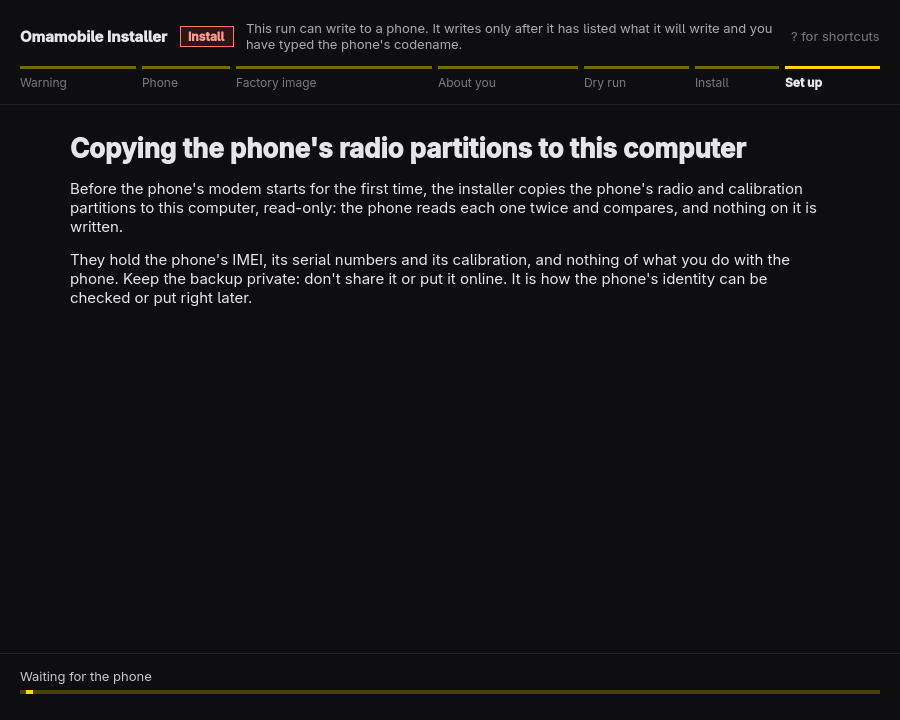 Omamobile Installer
Install
This run can write to a phone. It writes only after it has listed what it will write and you
have typed the phone's codename.
? for shortcuts
Warning
Phone
Factory image
About you
Dry run
Install
Set up
Copying the phone's radio partitions to this computer
Before the phone's modem starts for the first time, the installer copies the phone's radio and calibration
partitions to this computer, read-only: the phone reads each one twice and compares, and nothing on it is
written.
They hold the phone's IMEI, its serial numbers and its calibration, and nothing of what you do with the
phone. Keep the backup private: don't share it or put it online. It is how the phone's identity can be
checked or put right later.
Waiting for the phone